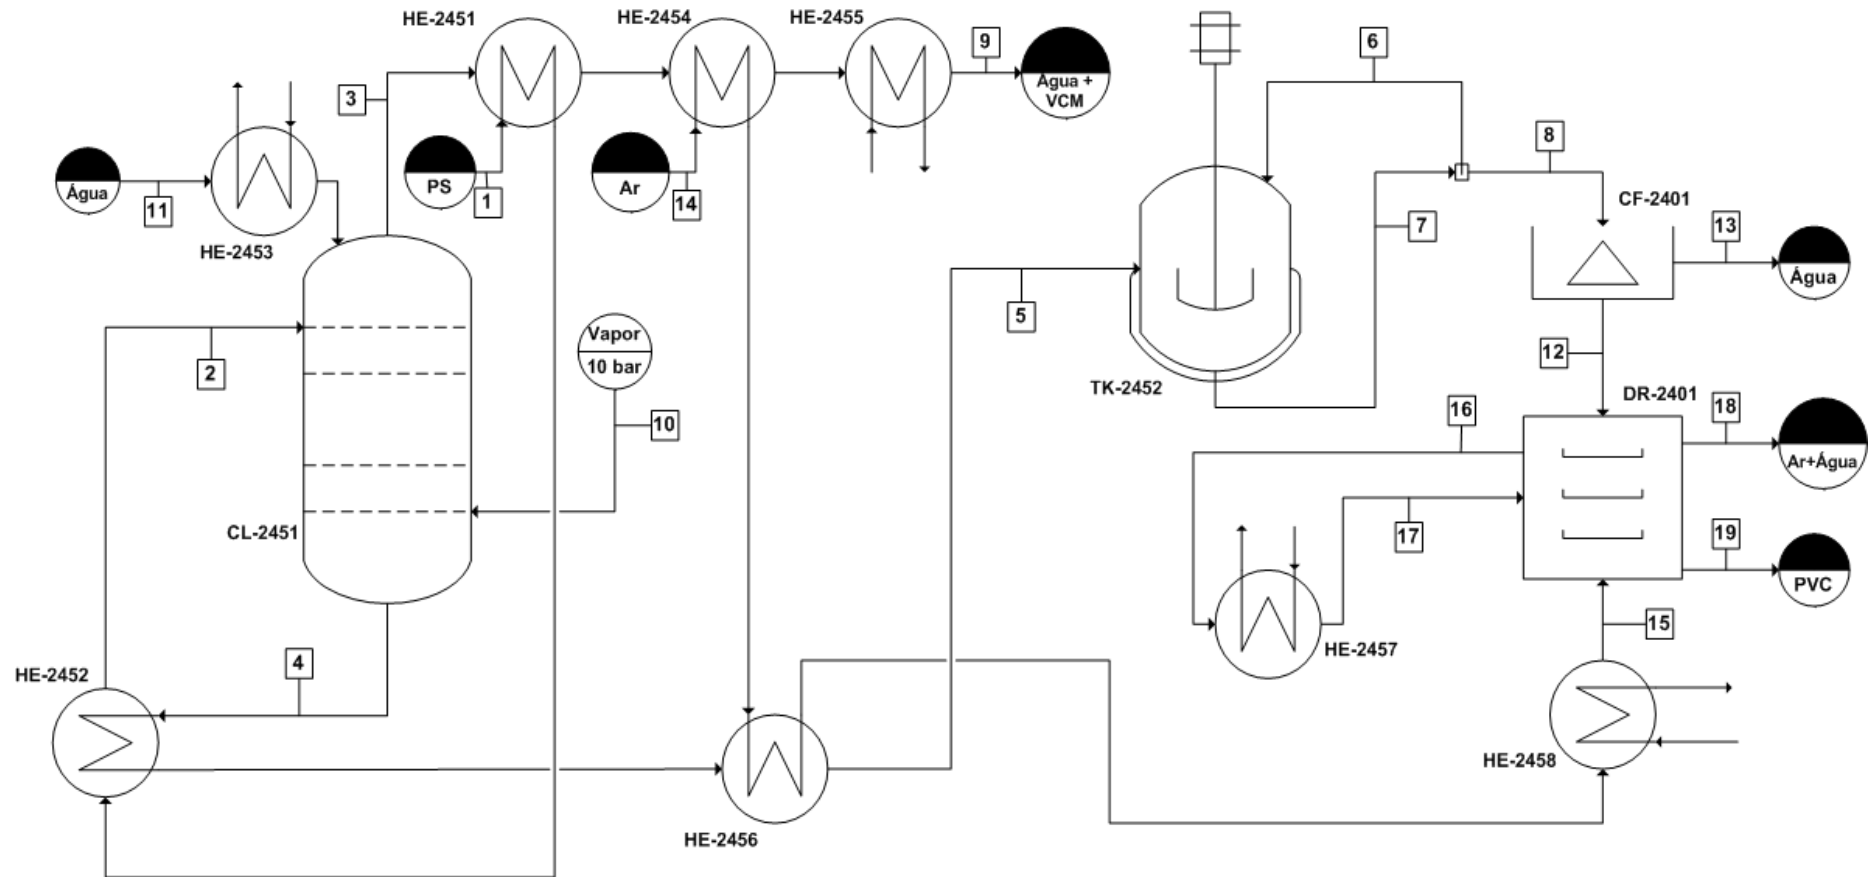 HE-2451
HE-2454
HE-2455
9
6
3
Água +
VCM
8
Água
11
PS
1
Ar
14
HE-2453
CF-2401
7
13
Água
5
Vapor
10 bar
2
12
TK-2452
DR-2401
16
18
10
Ar+Água
CL-2451
17
19
PVC
HE-2452
4
15
HE-2457
HE-2458
HE-2456